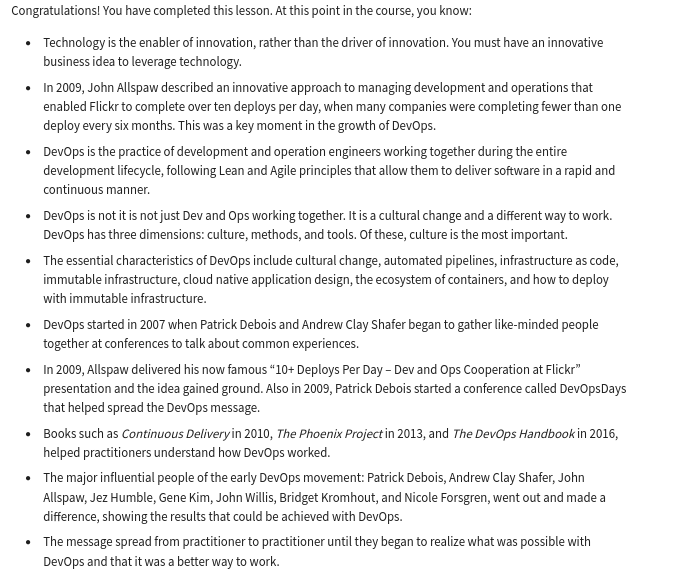 Congratulations! You have completed this lesson. At this point in the course, you know:
• Technology is the enabler of innovation, rather than the driver of innovation. You must have an innovative
business idea to leverage technology.
• In 2009, John Allspaw described an innovative approach to managing development and operations that
enabled Flickr to complete over ten deploys per day, when many companies were completing fewer than one
deploy every six months. This was a key moment in the growth of DevOps.
• DevOps is the practice of development and operation engineers working together during the entire
development lifecycle, following Lean and Agile principles that allow them to deliver software in a rapid and
continuous manner.
• DevOps is not it is not just Dev and Ops working together. It is a cultural change and a different way to work.
DevOps has three dimensions: culture, methods, and tools. Of these, culture is the most important.
• The essential characteristics of DevOps include cultural change, automated pipelines, infrastructure as code,
immutable infrastructure, cloud native application design, the ecosystem of containers, and how to deploy
with immutable infrastructure.
• DevOps started in 2007 when Patrick Debois and Andrew Clay Shafer began to gather like-minded people
together at conferences to talk about common experiences.
• In 2009, Allspaw delivered his now famous “10+ Deploys Per Day – Dev and Ops Cooperation at Flickr”
presentation and the idea gained ground. Also in 2009, Patrick Debois started a conference called DevOpsDays
that helped spread the DevOps message.
• Books such as Continuous Delivery in 2010, The Phoenix Project in 2013, and The DevOps Handbook in 2016,
helped practitioners understand how DevOps worked.
• The major influential people of the early DevOps movement: Patrick Debois, Andrew Clay Shafer, John
Allspaw, Jez Humble, Gene Kim, John Willis, Bridget Kromhout, and Nicole Forsgren, went out and made a
difference, showing the results that could be achieved with DevOps.
• The message spread from practitioner to practitioner until they began to realize what was possible with
DevOps and that it was a better way to work.